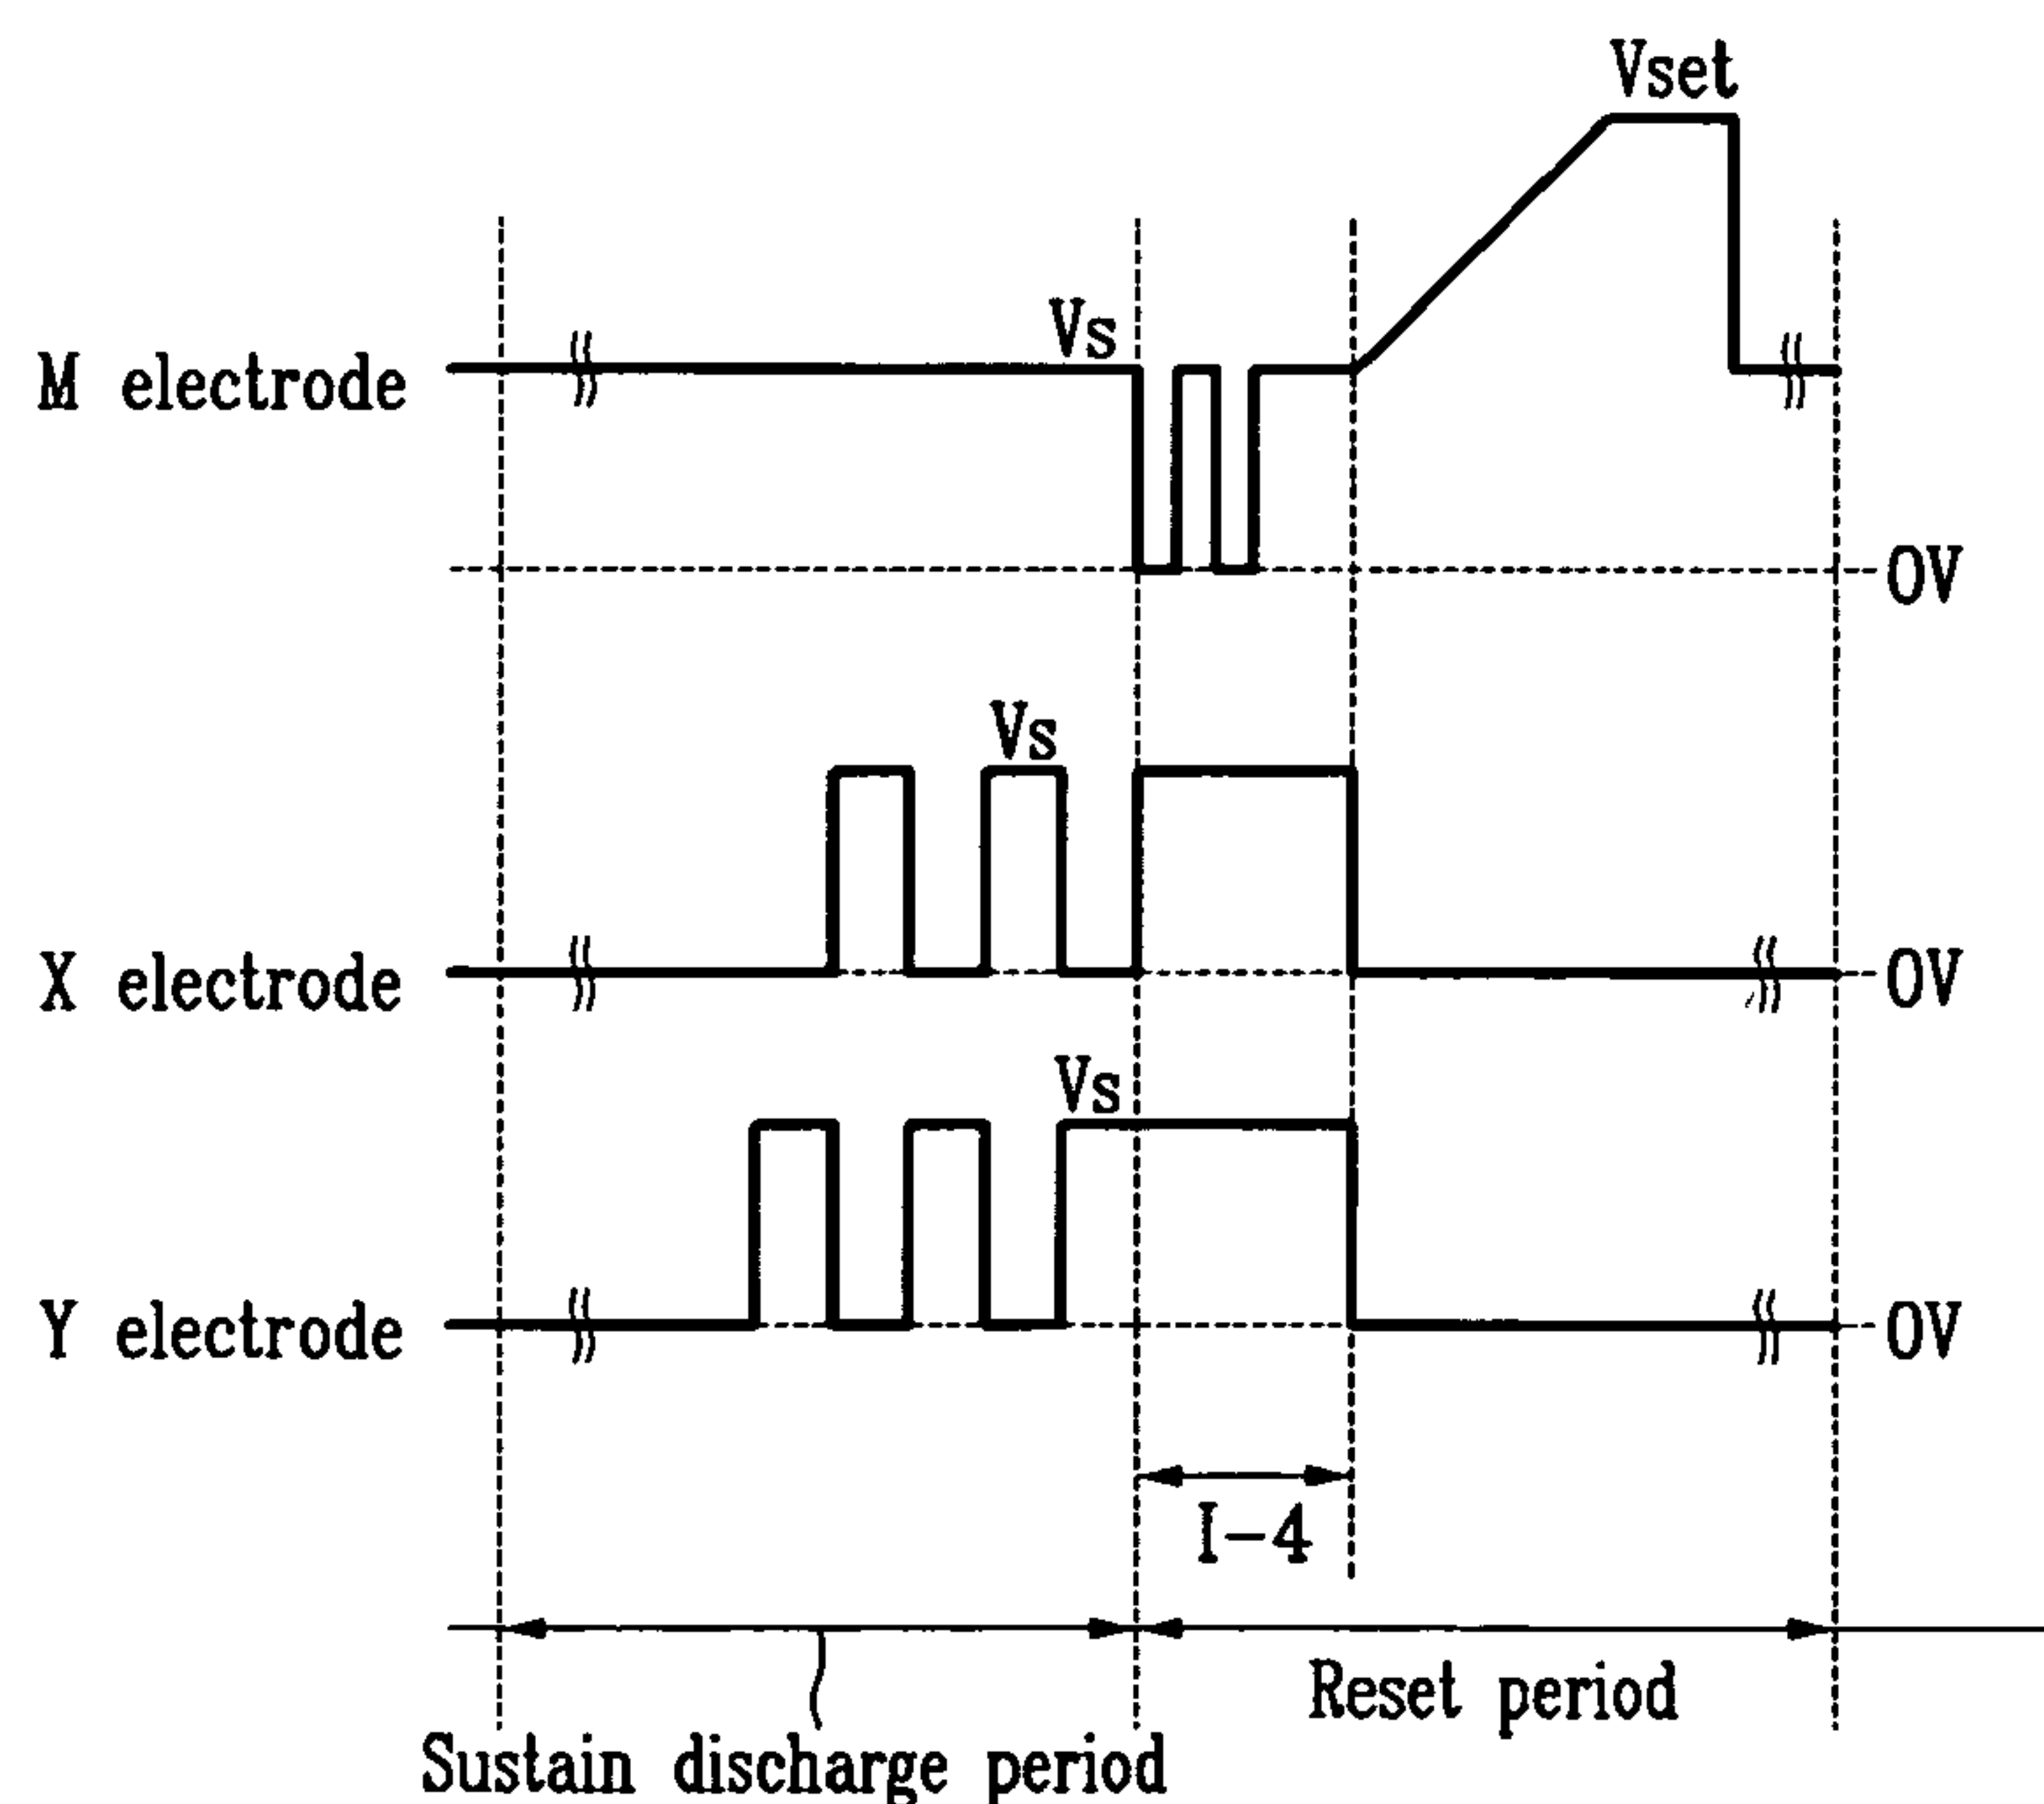 Vset
Vs
M electrode
0V
Vs
X electrode
0V
Vs
Y electrode
0V
I-4
Reset period
Sustain discharge period